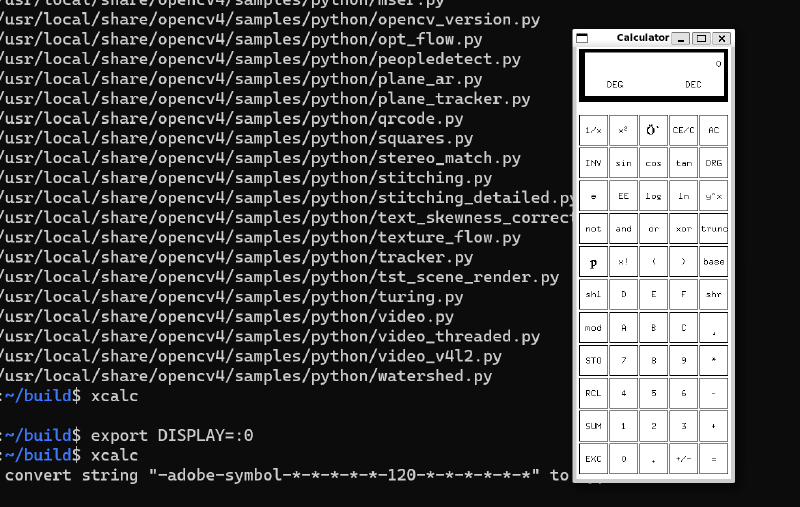 /usr/local/share/opencv4/samples/python/mser.py
/usr/local/share/opencv4/samples/python/opencv_version.py
/usr/local/share/opencv4/samples/python/opt_flow.py
/usr/local/share/opencv4/samples/python/peopledetect.py
/usr/local/share/opencv4/samples/python/plane_ar.py
/usr/local/share/opencv4/samples/python/plane_tracker.py
/usr/local/share/opencv4/samples/python/qrcode.py
/usr/local/share/opencv4/samples/python/squares.py
/usr/local/share/opencv4/samples/python/stereo_match.py
/usr/local/share/opencv4/samples/python/stitching.py
/usr/local/share/opencv4/samples/python/stitching_detailed.py
/usr/local/share/opencv4/samples/python/text_skewness_correct
/usr/local/share/opencv4/samples/python/texture_flow.py
/usr/local/share/opencv4/samples/python/tracker.py
/usr/local/share/opencv4/samples/python/tst_scene_render.py
/usr/local/share/opencv4/samples/python/turing.py
/usr/local/share/opencv4/samples/python/video.py
/usr/local/share/opencv4/samples/python/video_threaded.py
/usr/local/share/opencv4/samples/python/video_v4l2.py
/usr/local/share/opencv4/samples/python/watershed.py
:~/build$ xcalc
:~/build$ export DISPLAY=:0
:~/build$ xcalc
convert string "-adobe-symbol-*-*-*-*-*-120-*-*-*-*-*-*" to
Calculator
0
DEG DEC
1/x x² CE/C AC
INV sin cos tan DRG
e EE log ln y^x
not and or xor trunc
p x! ( ) base
shl D E F shr
mod A B C
STO 7 8 9 *
RCL 4 5 6 -
SUM 1 2 3 +
EXC 0 . +/- =